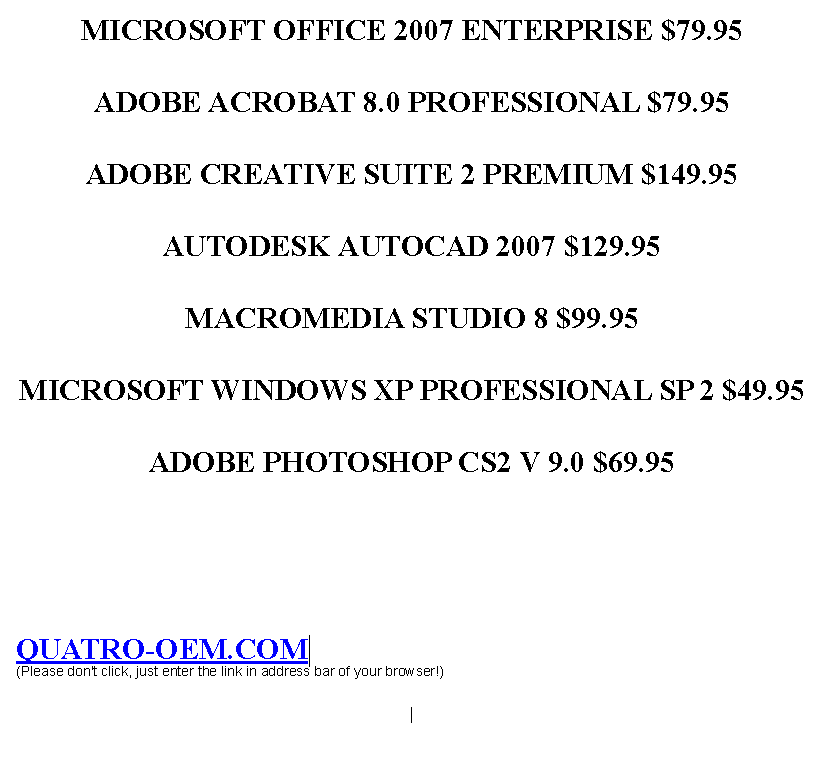 MICROSOFT OFFICE 2007 ENTERPRISE $79.95
ADOBE ACROBAT 8.0 PROFESSIONAL $79.95
ADOBE CREATIVE SUITE 2 PREMIUM $149.95
AUTODESK AUTOCAD 2007 $129.95
MACROMEDIA STUDIO 8 $99.95
MICROSOFT WINDOWS XP PROFESSIONAL SP 2 $49.95
ADOBE PHOTOSHOP CS2 V 9.0 $69.95
QUATRO-OEM.COM
(Please don't click, just enter the link in address bar of your browser!)